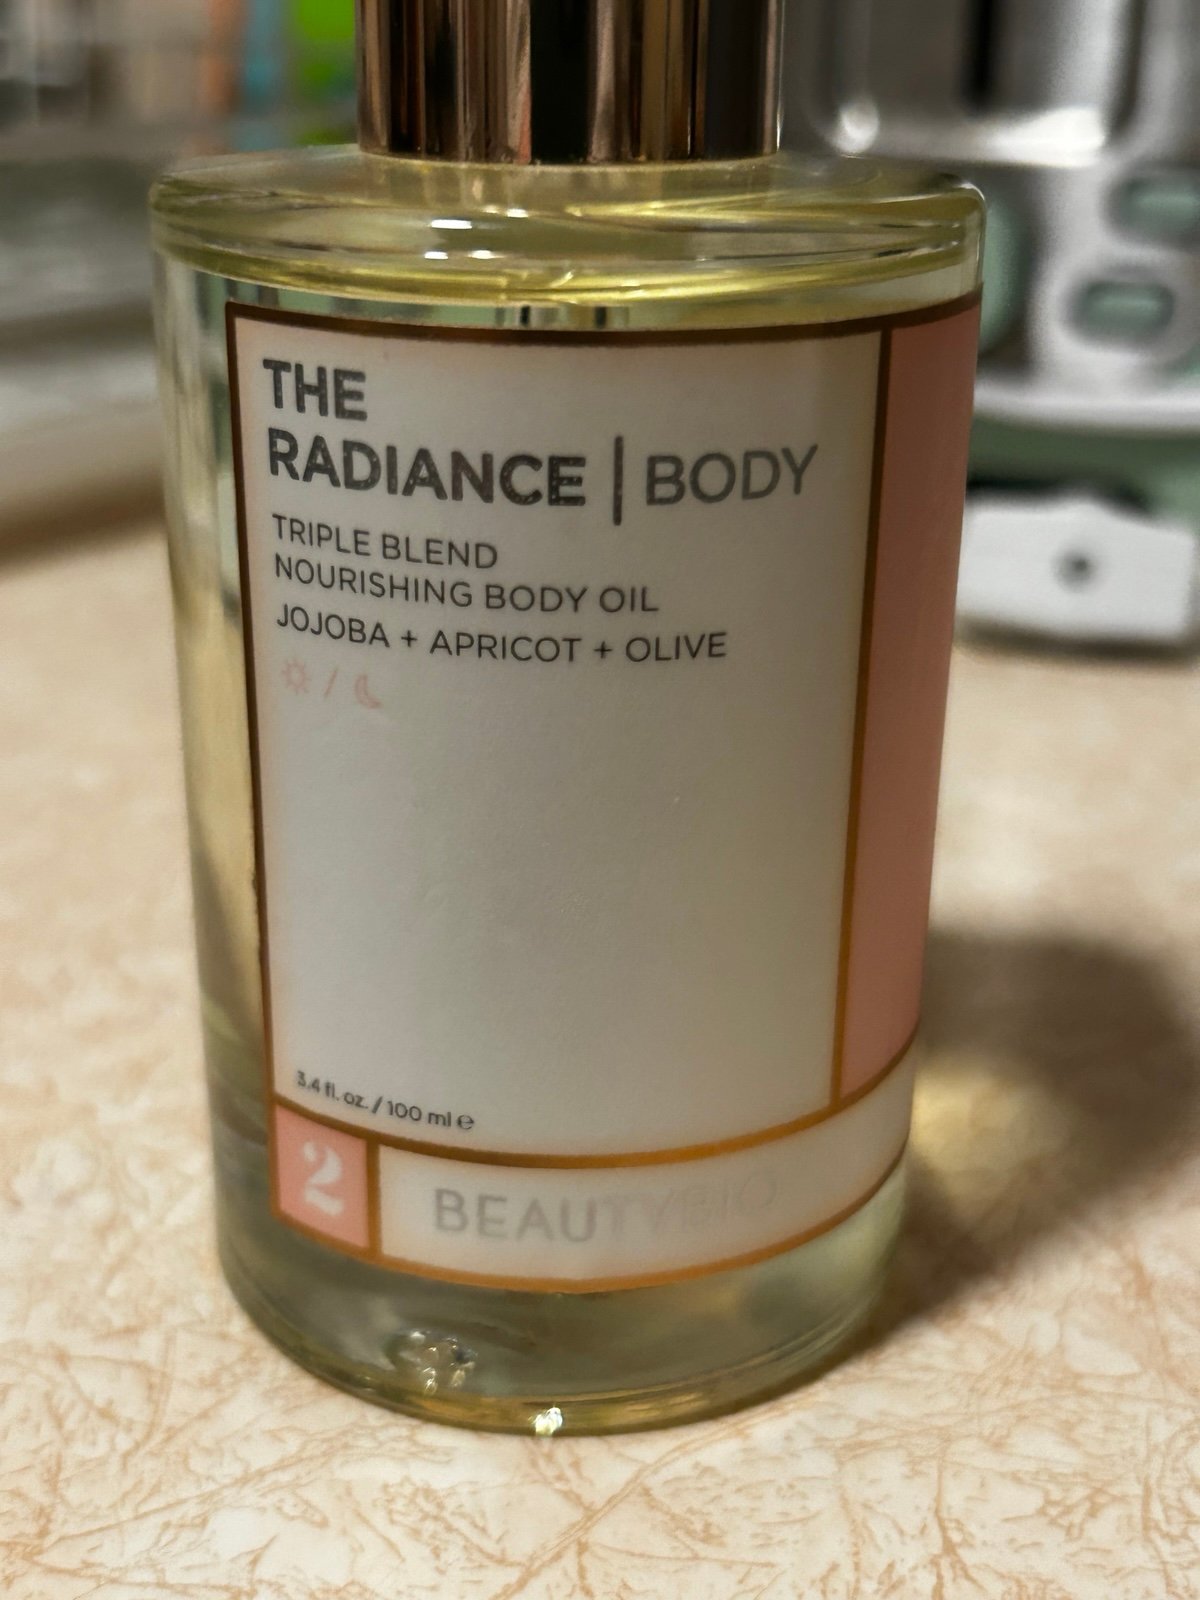 THE
RADIANCE | BODY
TRIPLE BLEND
NOURISHING BODY OIL
JOJOBA + APRICOT + OLIVE
3.4 fl. oz. / 100 ml ℮
2 BEAUTYBIO